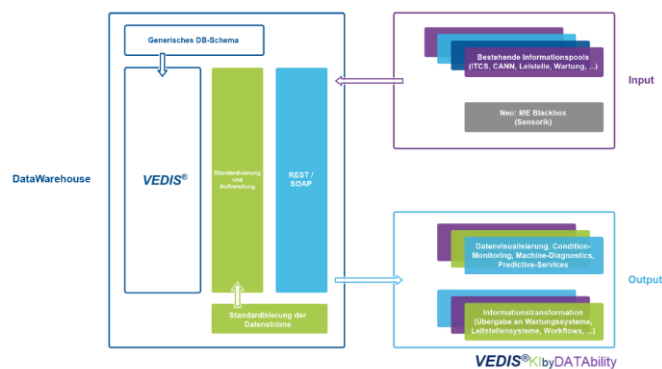 Generisches DB-Schema
DataWarehouse
VEDIS®
Standardisierung
und
Aufbereitung
REST /
SOAP
Standardisierung der
Datenströme
Bestehende Informationspools
(ITCS, CANN, Leistelle, Wartung, ...)
Neu: ME Blackbox
(Sensorik)
Input
Datenvisualisierung, Condition-
Monitoring, Machine-Diagnostics,
Predictive-Services
Informationstransformation
(Übergabe an Wartungssysteme,
Leitstellensysteme, Workflows, ...)
Output
VEDIS®KIbyDATAbility